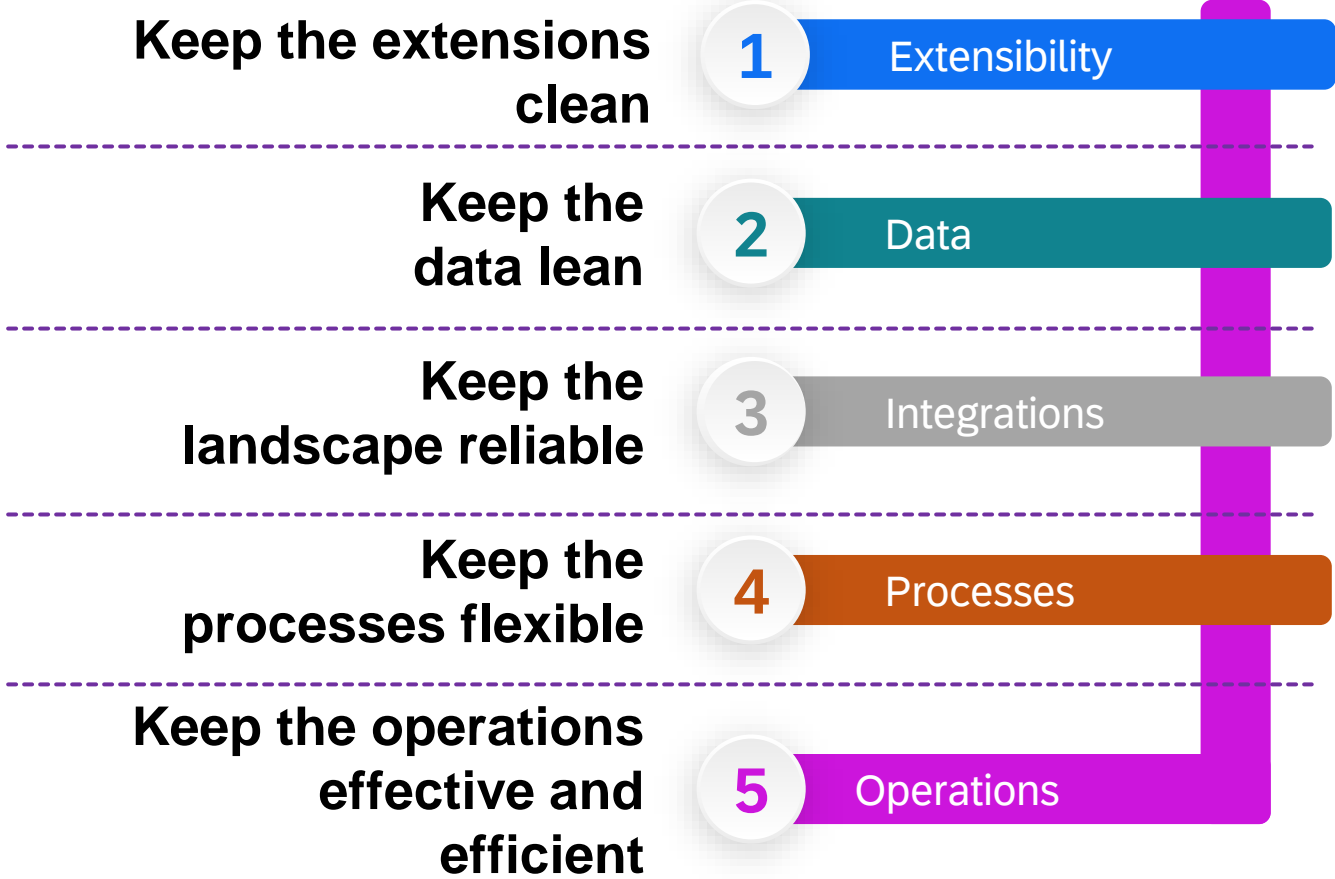 Keep the extensions
clean
1
Extensibility
Keep the
data lean
2
Data
Keep the
landscape reliable
3
Integrations
Keep the
processes flexible
4
Processes
Keep the operations
effective and
efficient
5
Operations